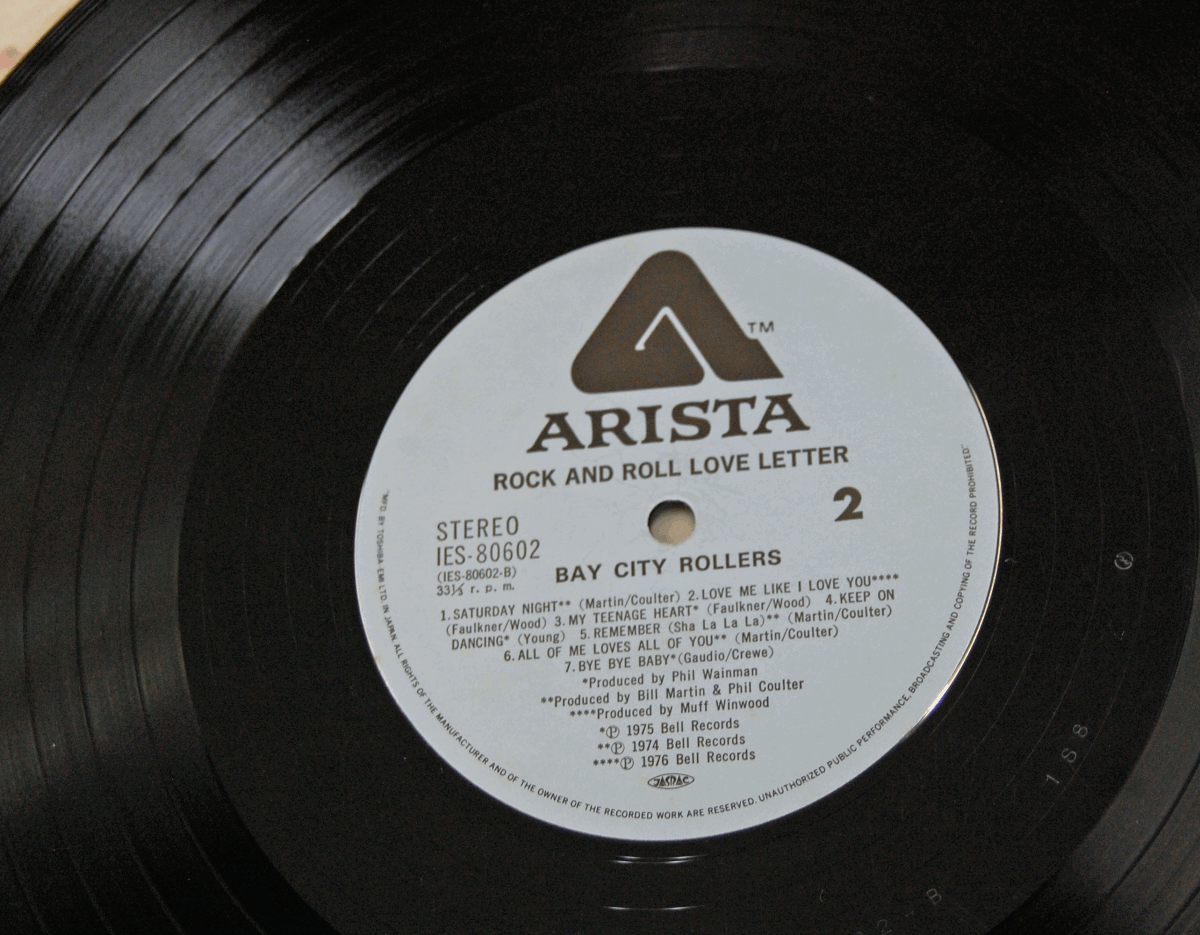 TM
ARISTA
ROCK AND ROLL LOVE LETTER
2
STEREO
IES-80602
(IES-80602-B)
33⅓ r. p. m.
BAY CITY ROLLERS
1.SATURDAY NIGHT** (Martin/Coulter) 2.LOVE ME LIKE I LOVE YOU****
(Faulkner/Wood) 3.MY TEENAGE HEART* (Faulkner/Wood) 4.KEEP ON
DANCING* (Young) 5.REMEMBER (Sha La La La)** (Martin/Coulter)
6.ALL OF ME LOVES ALL OF YOU** (Martin/Coulter)
7.BYE BYE BABY*(Gaudio/Crewe)
*Produced by Phil Wainman
**Produced by Bill Martin & Phil Coulter
****Produced by Muff Winwood
*℗ 1975 Bell Records
**℗ 1974 Bell Records
****℗ 1976 Bell Records
JASRAC
"MFD. BY TOSHIBA-EMI LTD. IN JAPAN. ALL RIGHTS OF THE MANUFACTURER AND OF THE OWNER OF THE RECORDED WORK ARE RESERVED. UNAUTHORIZED PUBLIC PERFORMANCE, BROADCASTING AND COPYING OF THE RECORD PROHIBITED."
1 S 8
2 - B